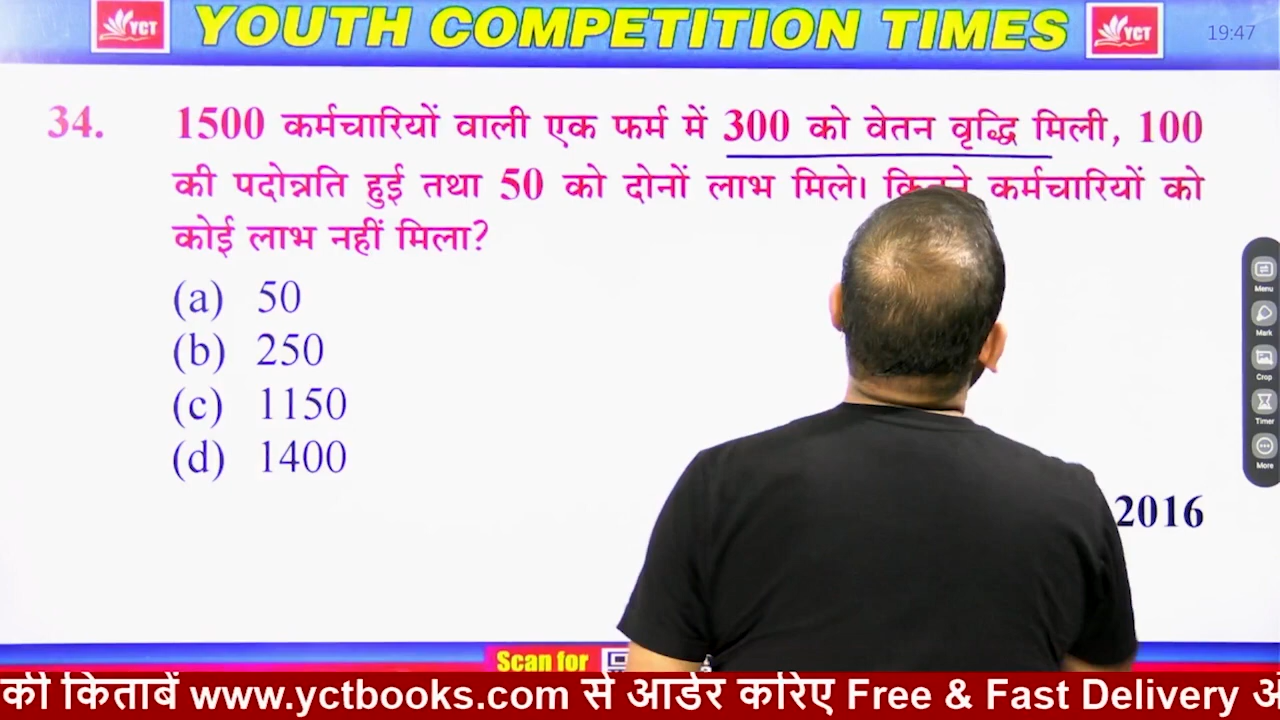 YCT
YOUTH COMPETITION TIMES
YCT
19:47
34. 1500 कर्मचारियों वाली एक फर्म में 300 को वेतन वृद्धि मिली, 100
की पदोन्नति हुई तथा 50 को दोनों लाभ मिले। कितने कर्मचारियों को
कोई लाभ नहीं मिला?
(a) 50
(b) 250
(c) 1150
(d) 1400
2016
Menu
Mark
Crop
Timer
More
Scan for
की किताबें www.yctbooks.com से आर्डर करिए Free & Fast Delivery